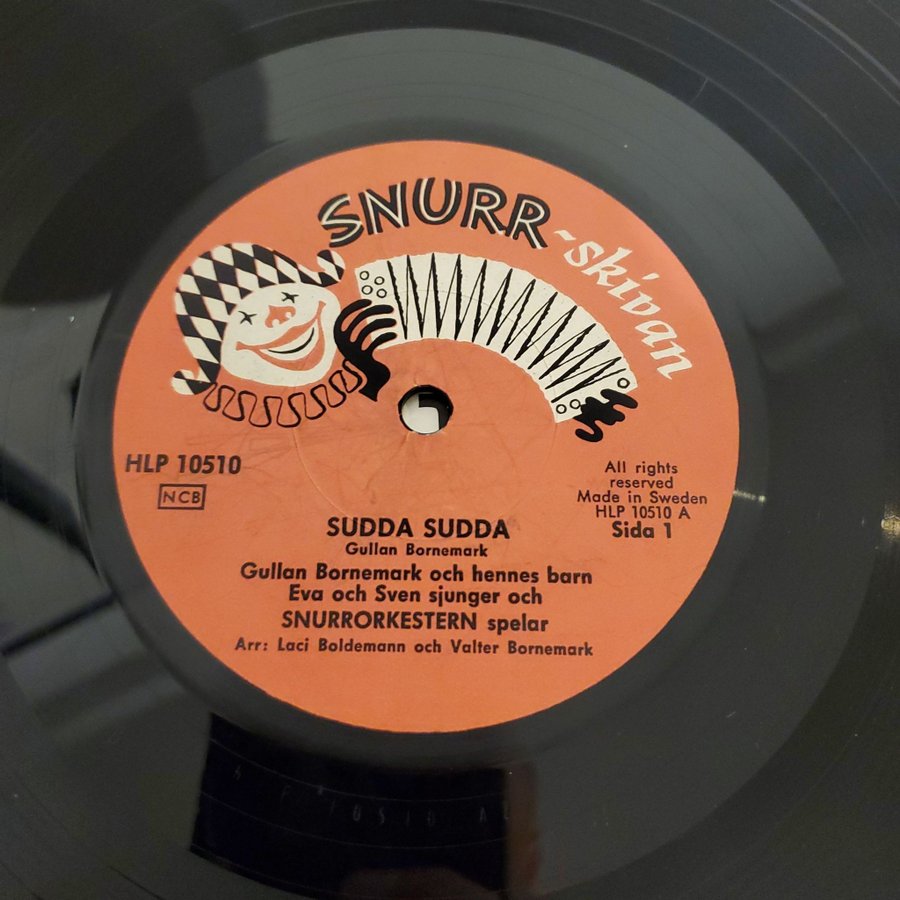 SNURR
-skivan
HLP 10510
NCB
All rights
reserved
Made in Sweden
HLP 10510 A
Sida 1
SUDDA SUDDA
Gullan Bornemark
Gullan Bornemark och hennes barn
Eva och Sven sjunger och
SNURRORKESTERN spelar
Arr: Laci Boldemann och Valter Bornemark